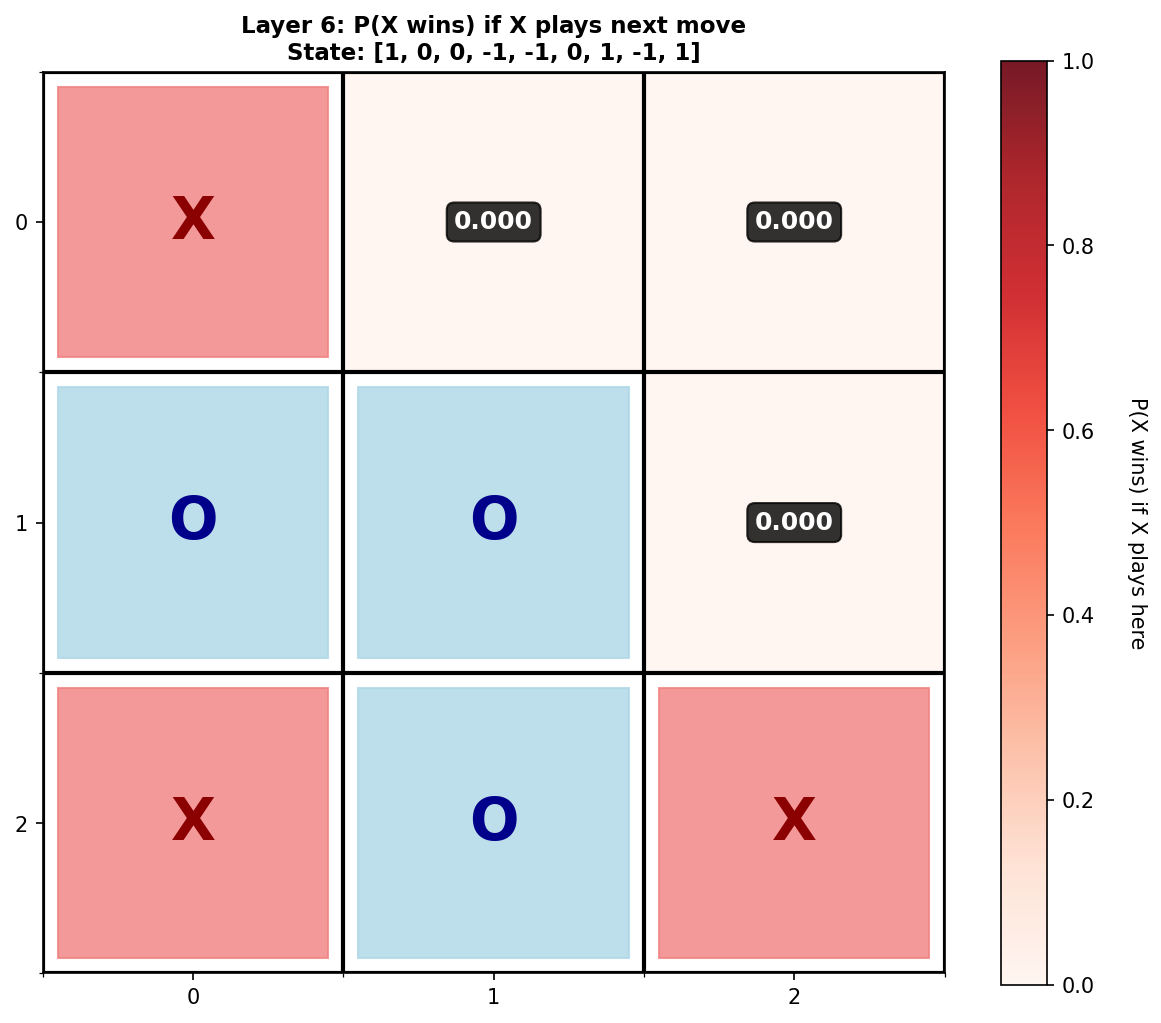 Layer 6: P(X wins) if X plays next move
State: [1, 0, 0, -1, -1, 0, 1, -1, 1]
1.0
0.8
0.6
0.4
0.2
0.0
P(X wins) if X plays here
0
X
0.000
0.000
1
O
O
0.000
2
X
O
X
0
1
2